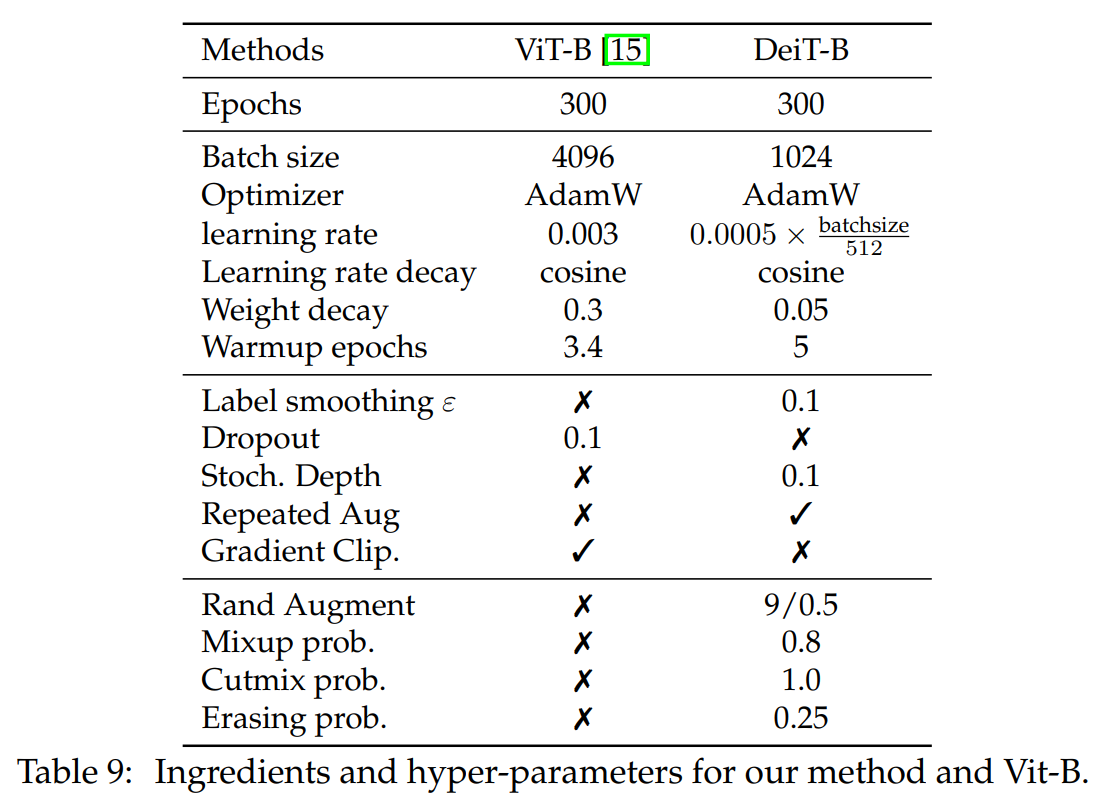 Methods ViT-B [15] DeiT-B
Epochs 300 300
Batch size 4096 1024
Optimizer AdamW AdamW
learning rate 0.003 0.0005 × batchsize/512
Learning rate decay cosine cosine
Weight decay 0.3 0.05
Warmup epochs 3.4 5
Label smoothing ε ✗ 0.1
Dropout 0.1 ✗
Stoch. Depth ✗ 0.1
Repeated Aug ✗ ✓
Gradient Clip. ✓ ✗
Rand Augment ✗ 9/0.5
Mixup prob. ✗ 0.8
Cutmix prob. ✗ 1.0
Erasing prob. ✗ 0.25
Table 9: Ingredients and hyper-parameters for our method and Vit-B.